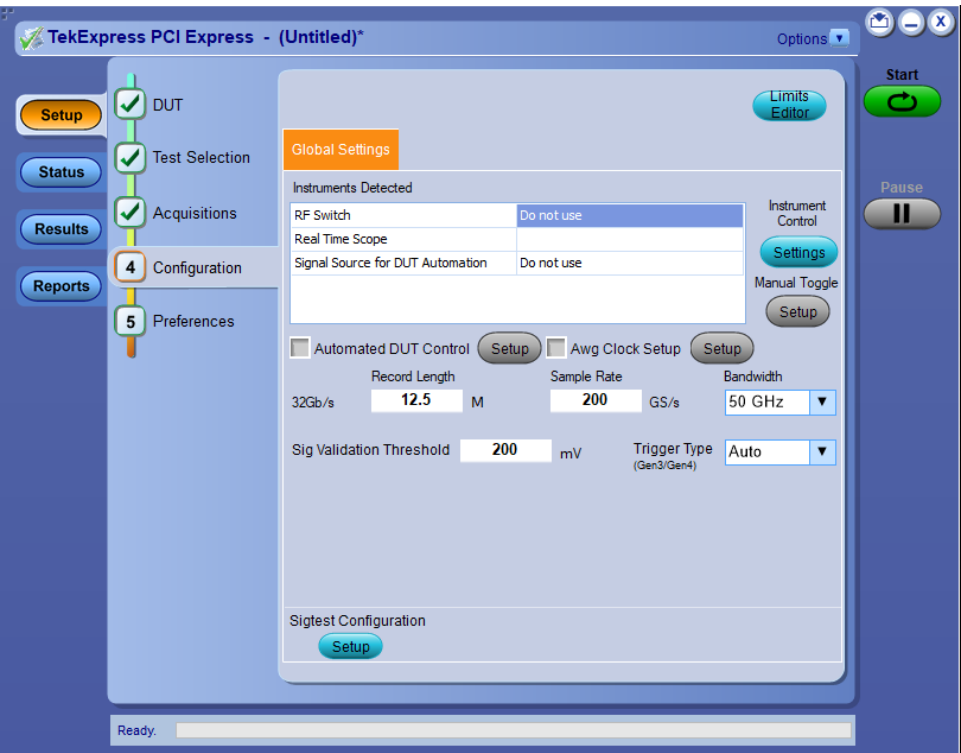 TekExpress PCI Express - (Untitled)*
Options
X
Start
Setup
Status
Results
Reports
DUT
Test Selection
Acquisitions
4 Configuration
5 Preferences
Limits
Editor
Global Settings
Instruments Detected
RF Switch Do not use
Real Time Scope
Signal Source for DUT Automation Do not use
Instrument
Control
Settings
Manual Toggle
Setup
Pause
Automated DUT Control Setup Awg Clock Setup Setup
Record Length Sample Rate Bandwidth
32Gb/s 12.5 M 200 GS/s 50 GHz
Sig Validation Threshold 200 mV Trigger Type Auto
(Gen3/Gen4)
Sigtest Configuration
Setup
Ready.